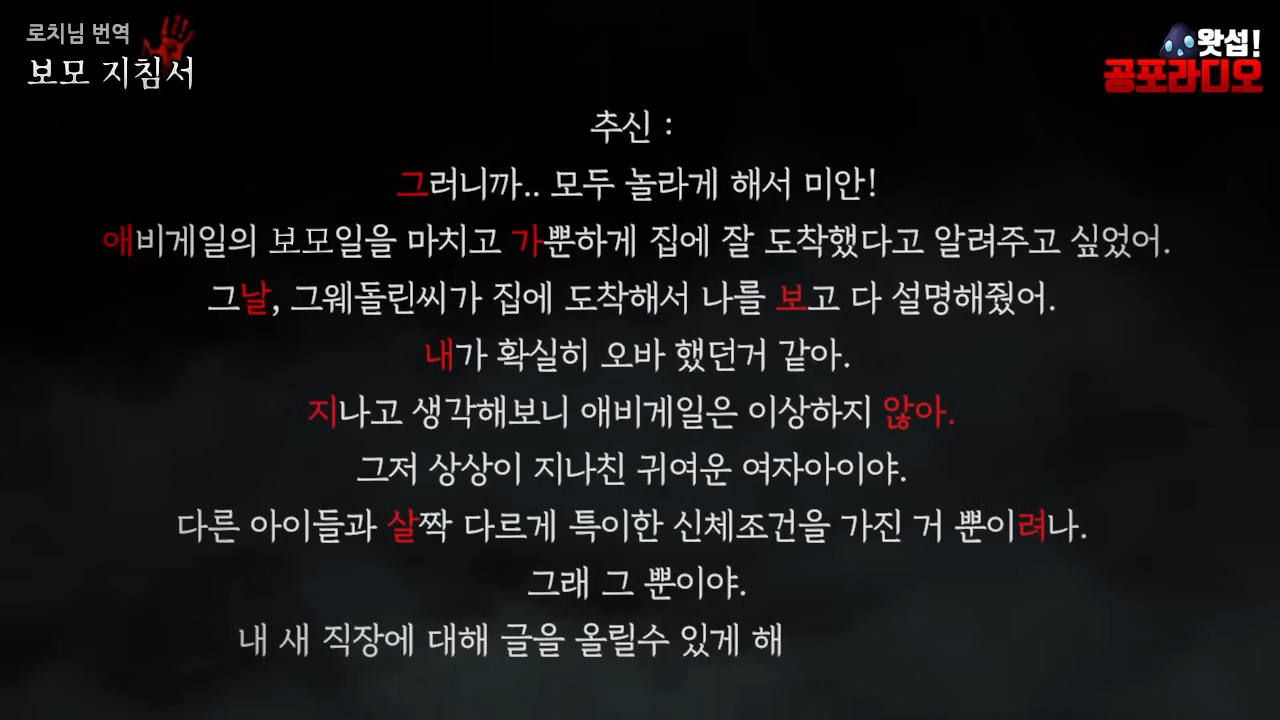 로치님 번역
보모 지침서
왓섭!
공포라디오
추신 :
그러니까.. 모두 놀라게 해서 미안!
애비게일의 보모일을 마치고 가뿐하게 집에 잘 도착했다고 알려주고 싶었어.
그날, 그웨돌린씨가 집에 도착해서 나를 보고 다 설명해줬어.
내가 확실히 오바 했던거 같아.
지나고 생각해보니 애비게일은 이상하지 않아.
그저 상상이 지나친 귀여운 여자아이야.
다른 아이들과 살짝 다르게 특이한 신체조건을 가진 거 뿐이려나.
그래 그 뿐이야.
내 새 직장에 대해 글을 올릴수 있게 해